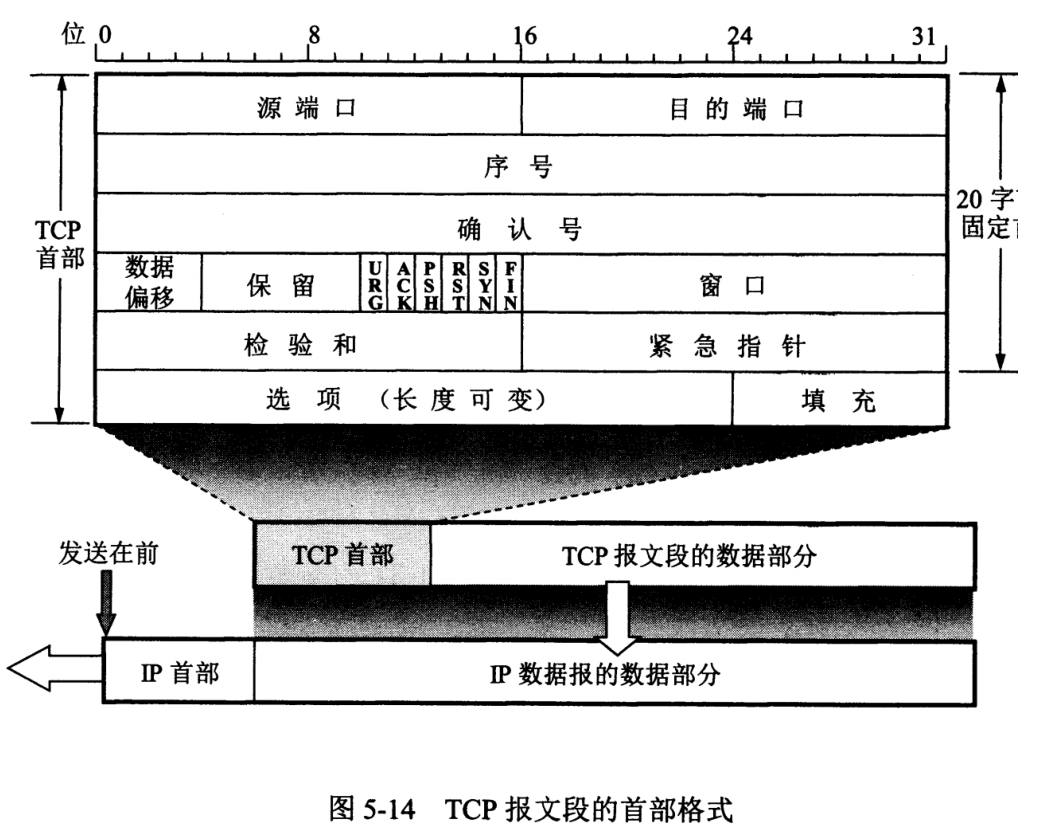 位 0 8 16 24 31
源端口 目的端口
序号
TCP 首部
确认号
20 字
固定
数据偏移 保留 URG ACK PSH RST SYN FIN 窗口
检验和 紧急指针
选项（长度可变） 填充
发送在前
TCP 首部 TCP 报文段的数据部分
IP 首部 IP 数据报的数据部分
图 5-14 TCP 报文段的首部格式